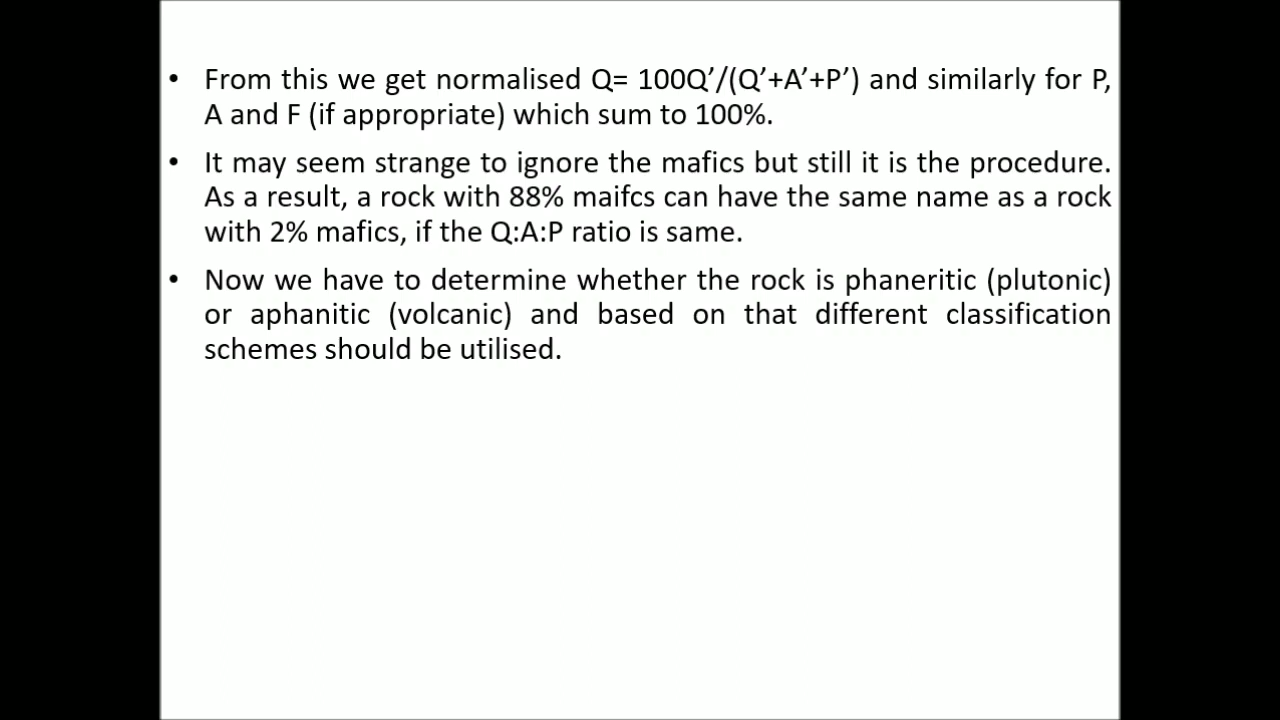 • From this we get normalised Q= 100Q’/(Q’+A’+P’) and similarly for P,
A and F (if appropriate) which sum to 100%.
• It may seem strange to ignore the mafics but still it is the procedure.
As a result, a rock with 88% maifcs can have the same name as a rock
with 2% mafics, if the Q:A:P ratio is same.
• Now we have to determine whether the rock is phaneritic (plutonic)
or aphanitic (volcanic) and based on that different classification
schemes should be utilised.